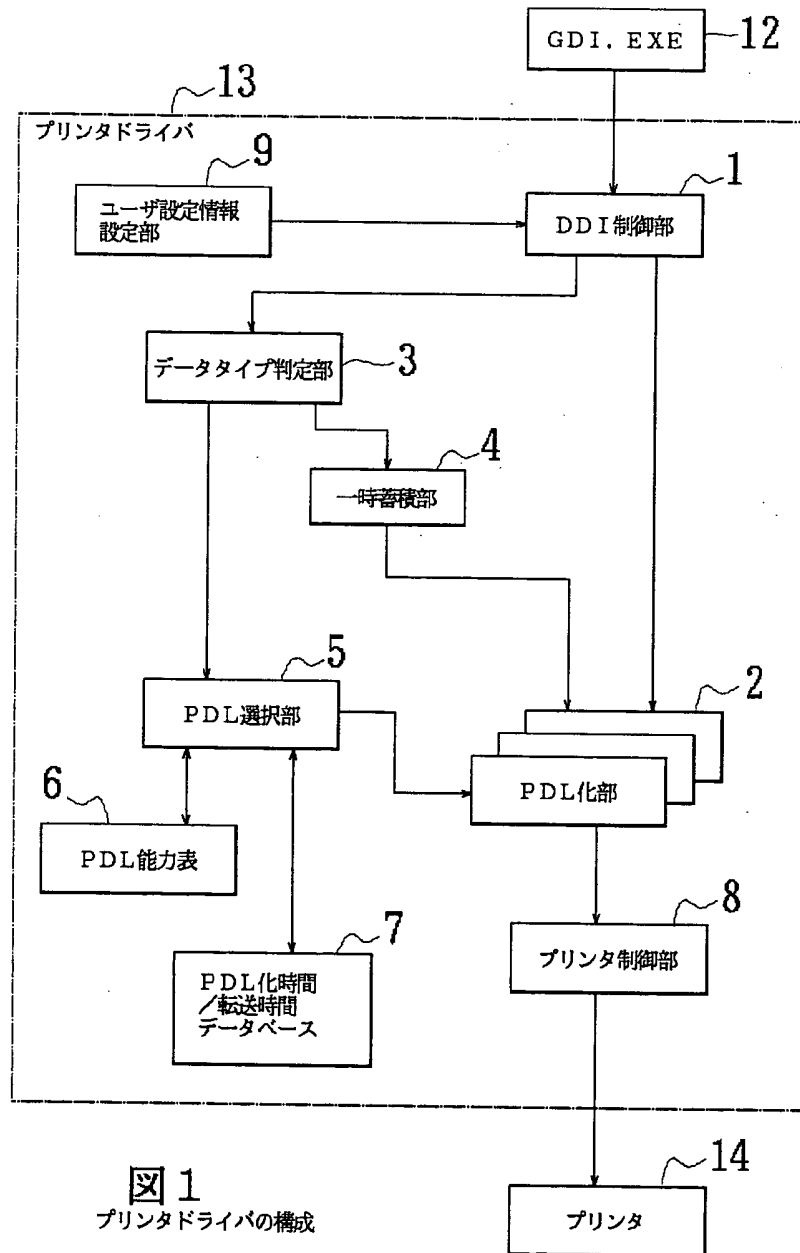 GDI.EXE
12
13
プリンタドライバ
9
1
ユーザ設定情報
設定部
DDI制御部
データタイプ判定部
3
4
一時蓄積部
5
2
PDL選択部
PDL化部
6
PDL能力表
7
8
PDL化時間
/転送時間
データベース
プリンタ制御部
14
プリンタ
図1
プリンタドライバの構成